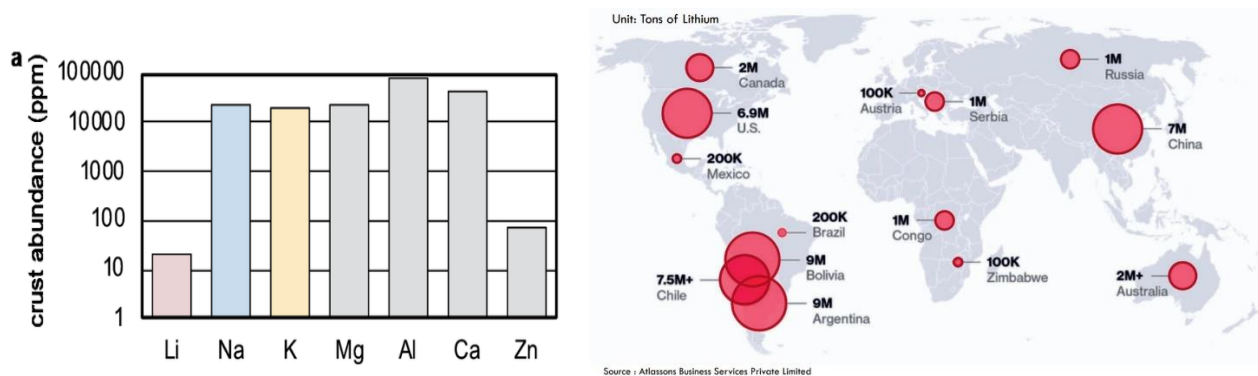 a
crust abundance (ppm)
100000
10000
1000
100
10
1
Li Na K Mg Al Ca Zn
Unit: Tons of Lithium
2M
Canada
6.9M
U.S.
200K
Mexico
100K
Austria
1M
Serbia
1M
Russia
7M
China
200K
Brazil
9M
Bolivia
7.5M+
Chile
9M
Argentina
1M
Congo
100K
Zimbabwe
2M+
Australia
Source : Atlassons Business Services Private Limited